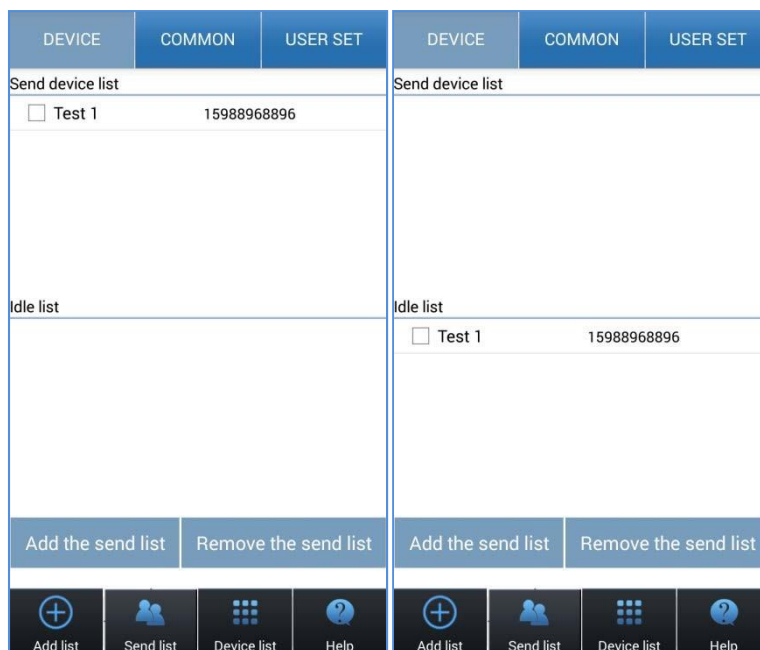 DEVICE COMMON USER SET
Send device list
Test 1 15988968896
Idle list
Add the send list Remove the send list
Add list Send list Device list Help
DEVICE COMMON USER SET
Send device list
Idle list
Test 1 15988968896
Add the send list Remove the send list
Add list Send list Device list Help